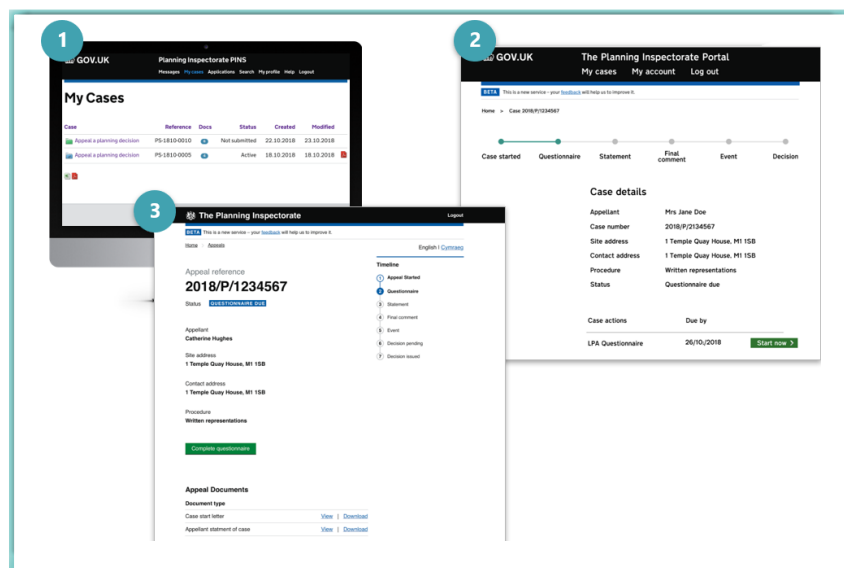 1
GOV.UK
Planning Inspectorate PINS
Messages My cases Applications Search My profile Help Logout
My Cases
Case Reference Docs Status Created Modified
Appeal a planning decision PS-1810-0010 Not submitted 22.10.2018 23.10.2018
Appeal a planning decision PS-1810-0005 Active 18.10.2018 18.10.2018
2
GOV.UK
The Planning Inspectorate Portal
My cases My account Log out
BETA This is a new service – your feedback will help us to improve it.
Home > Case 2018/P/1234567
Case started Questionnaire Statement Final comment Event Decision
Case details
Appellant Mrs Jane Doe
Case number 2018/P/2134567
Site address 1 Temple Quay House, M1 1SB
Contact address 1 Temple Quay House, M1 1SB
Procedure Written representations
Status Questionnaire due
Case actions Due by
LPA Questionnaire 26/10,/2018 Start now >
3
The Planning Inspectorate
Logout
BETA This is a new service – your feedback will help us to improve it.
Home Appeals
English | Cymraeg
Appeal reference
2018/P/1234567
Status QUESTIONNAIRE DUE
Appellant
Catherine Hughes
Site address
1 Temple Quay House, M1 1SB
Contact address
1 Temple Quay House, M1 1SB
Procedure
Written representations
Complete questionnaire
Timeline
1 Appeal Started
2 Questionnaire
3 Statement
4 Final comment
5 Event
6 Decision pending
7 Decision issued
Appeal Documents
Document type
Case start letter View | Download
Appellant statment of case View | Download